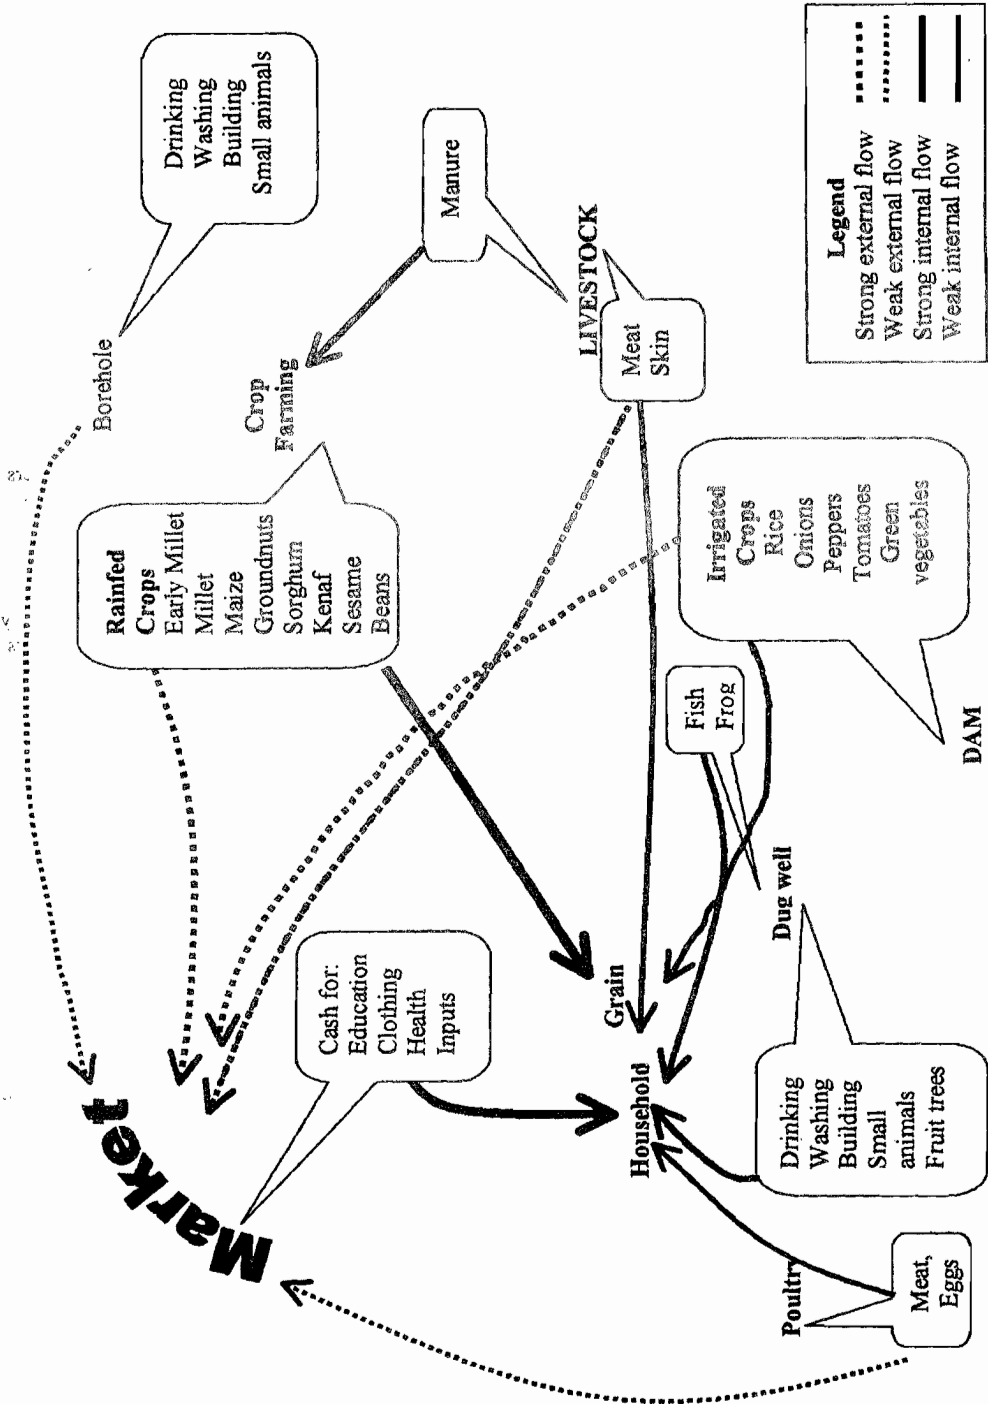 Market
Borehole
Drinking
Washing
Building
Small animals
Rainfed
Crops
Early Millet
Millet
Maize
Groundnuts
Sorghum
Kenaf
Sesame
Beans
Crop
Farming
Manure
Cash for:
Education
Clothing
Health
Inputs
LIVESTOCK
Meat
Skin
Grain
Household
Fish
Frog
Irrigated
Crops
Rice
Onions
Peppers
Tomatoes
Green
vegetables
Dug well
DAM
Drinking
Washing
Building
Small
animals
Fruit trees
Poultry
Meat,
Eggs
Legend
Strong external flow
Weak external flow
Strong internal flow
Weak internal flow